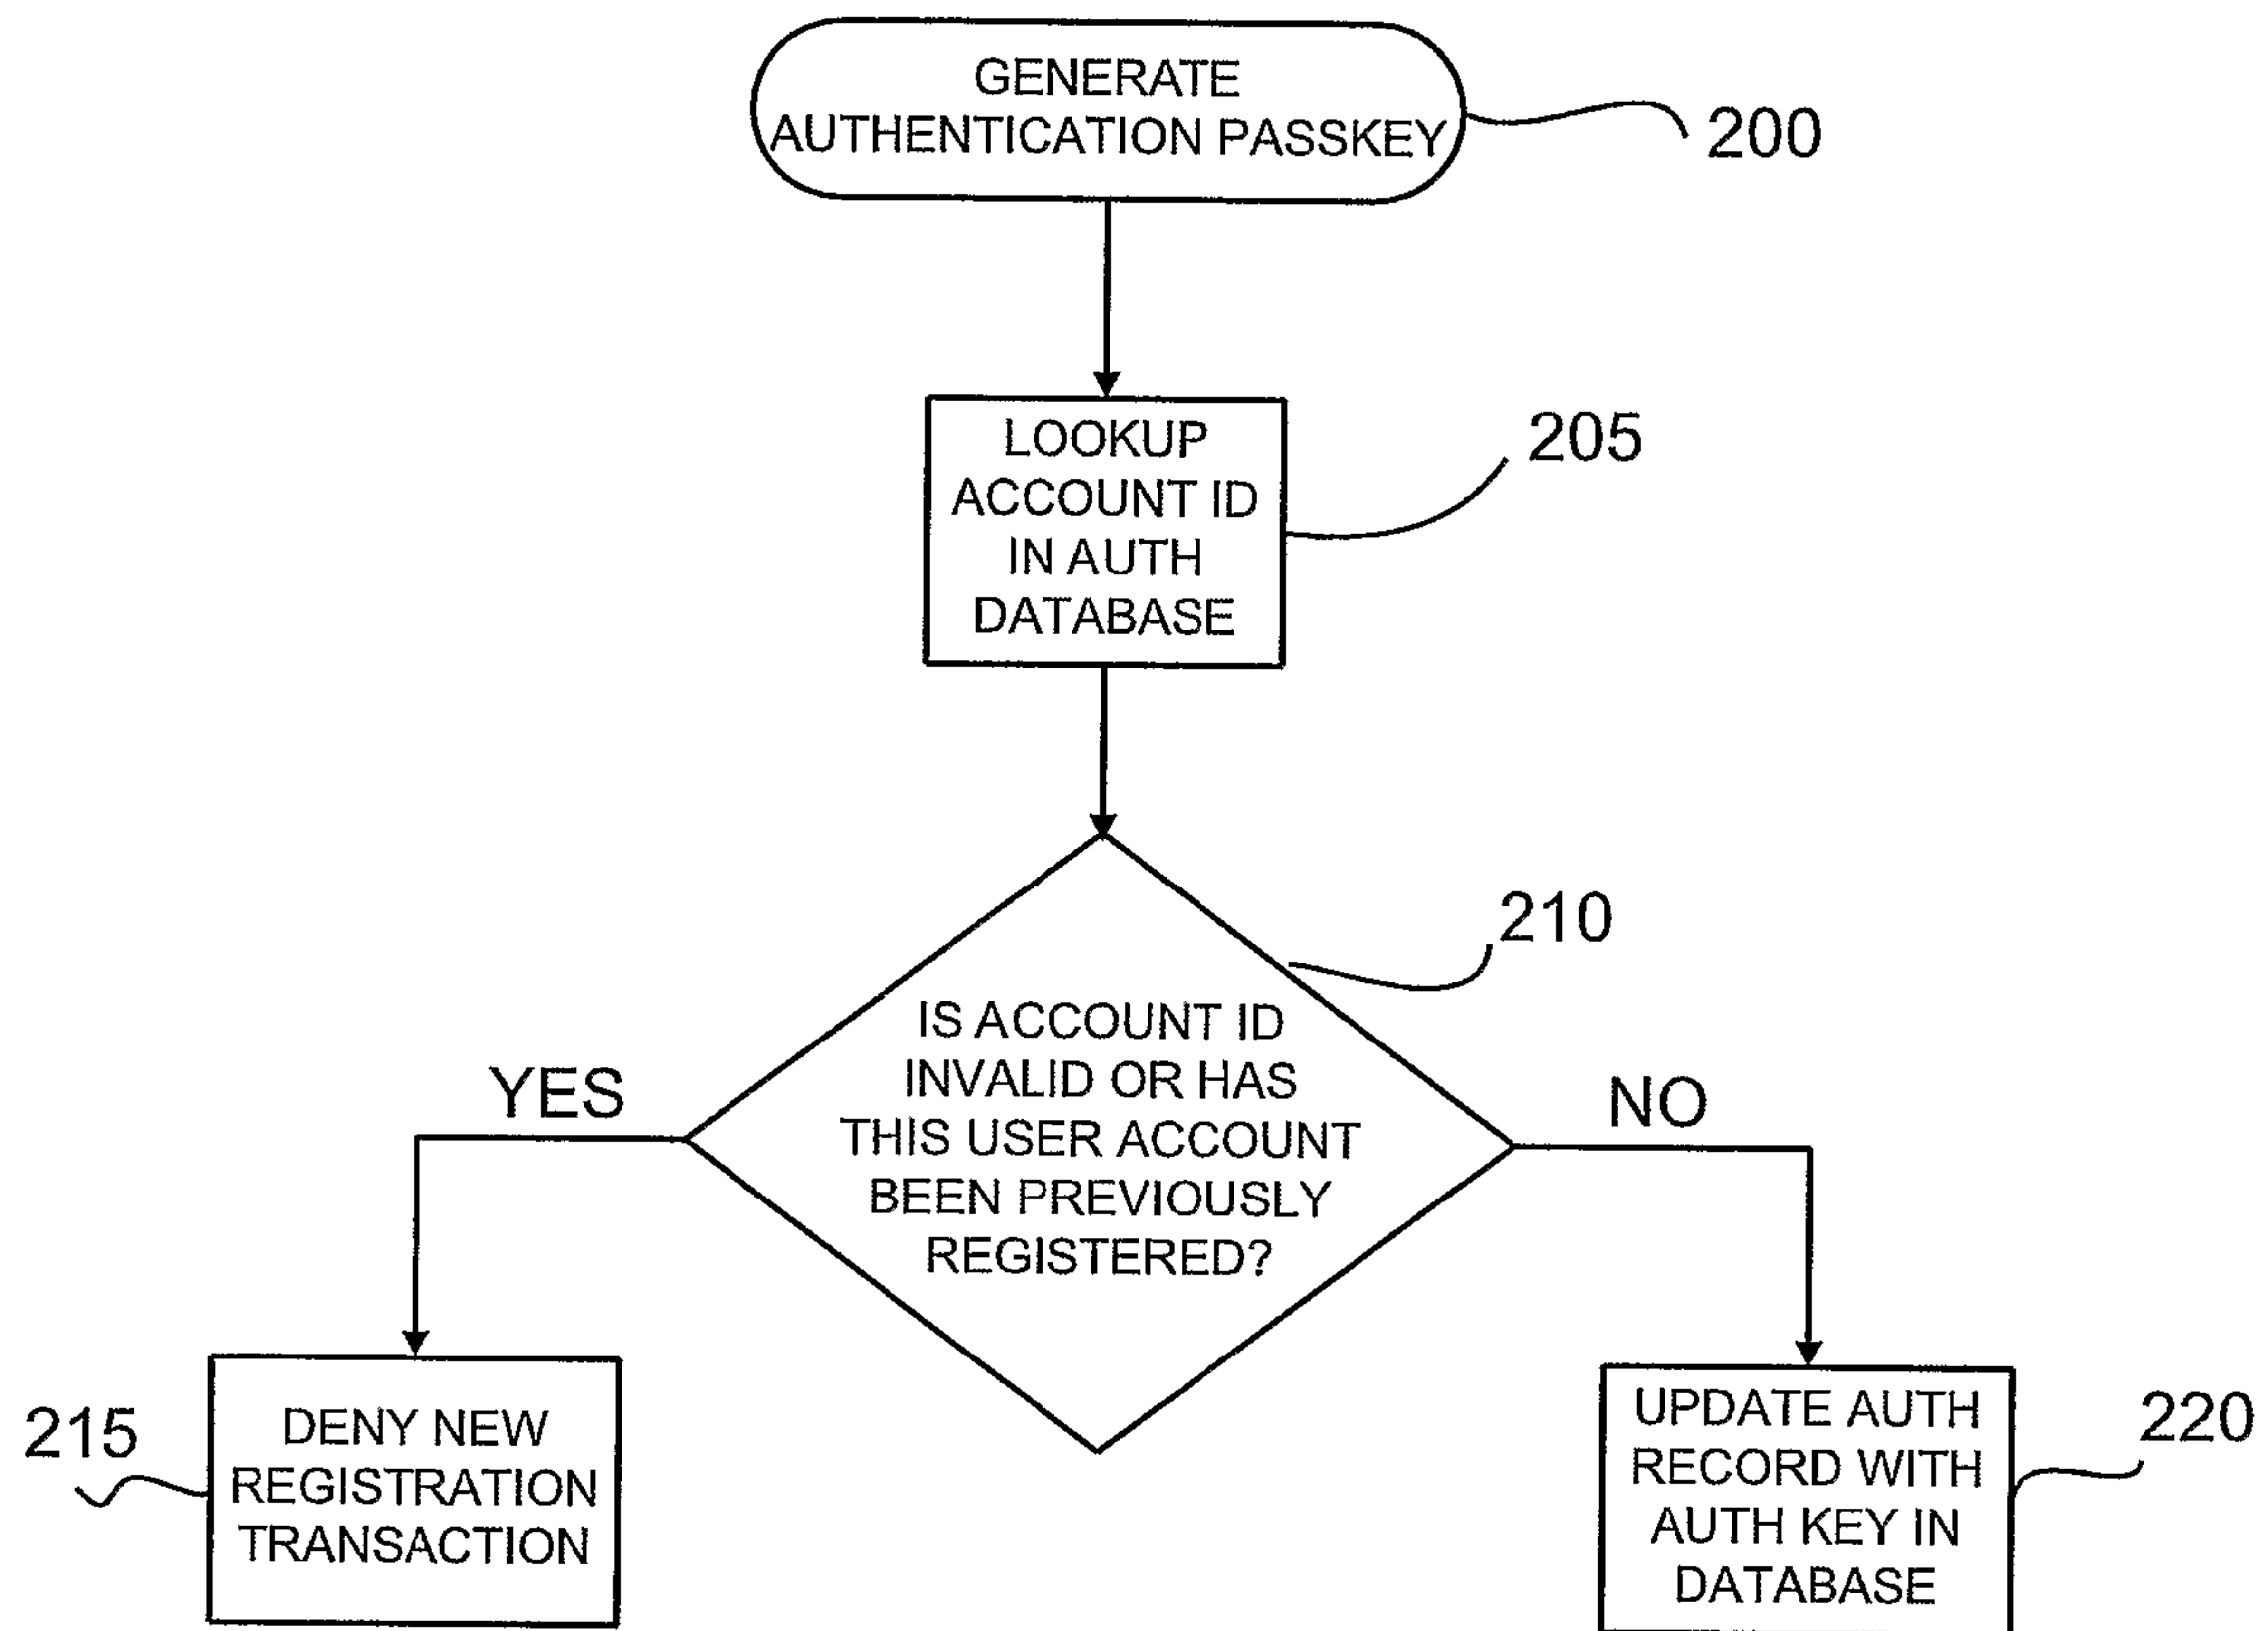 GENERATE
AUTHENTICATION PASSKEY
200
LOOKUP
ACCOUNT ID
IN AUTH
DATABASE
205
210
IS ACCOUNT ID
INVALID OR HAS
THIS USER ACCOUNT
BEEN PREVIOUSLY
REGISTERED?
YES
NO
215
DENY NEW
REGISTRATION
TRANSACTION
UPDATE AUTH
RECORD WITH
AUTH KEY IN
DATABASE
220